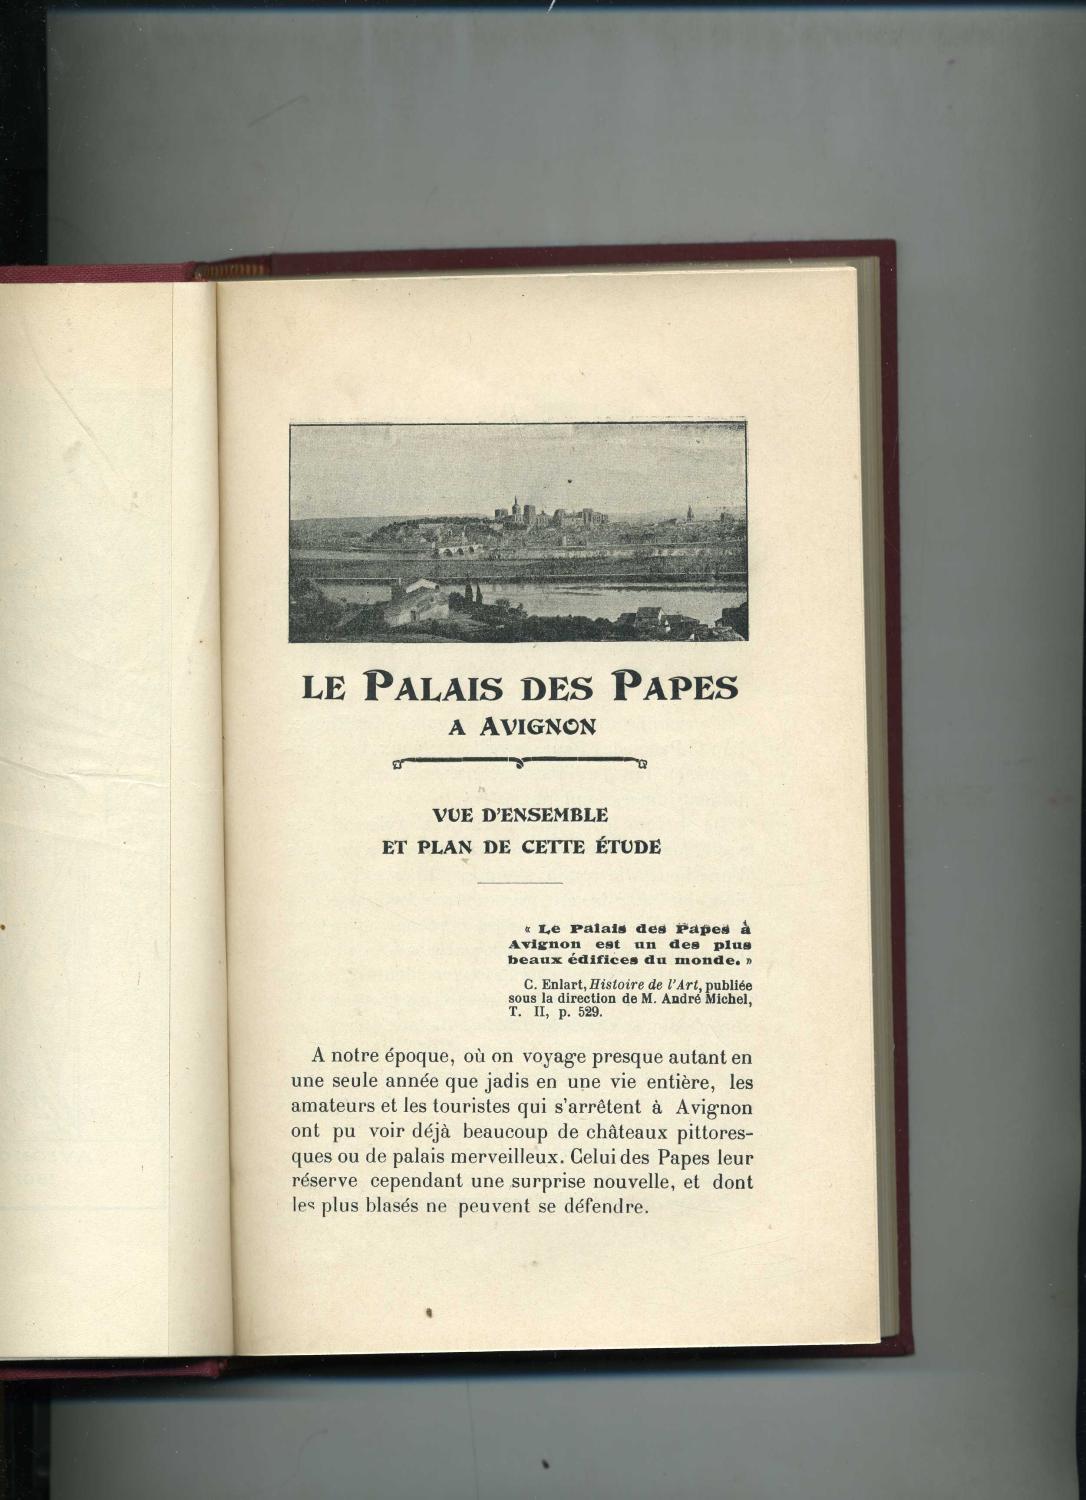 LE PALAIS DES PAPES
A AVIGNON
VUE D'ENSEMBLE
ET PLAN DE CETTE ÉTUDE
« Le Palais des Papes à
Avignon est un des plus
beaux édifices du monde. »
C. Enlart, Histoire de l'Art, publiée
sous la direction de M. André Michel,
T. II, p. 529.
A notre époque, où on voyage presque autant en
une seule année que jadis en une vie entière, les
amateurs et les touristes qui s'arrêtent à Avignon
ont pu voir déjà beaucoup de châteaux pittores-
ques ou de palais merveilleux. Celui des Papes leur
réserve cependant une surprise nouvelle, et dont
les plus blasés ne peuvent se défendre.